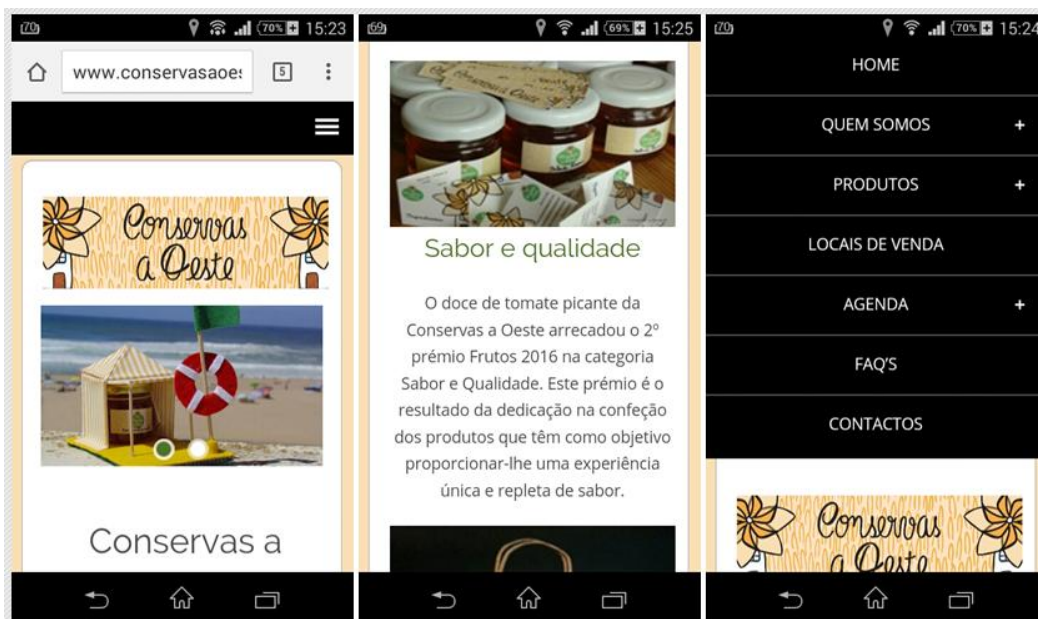 70
70%
15:23
www.conservasaoes
5
Conservas
a Oeste
Conservas a
69
69%
15:25
Sabor e qualidade
O doce de tomate picante da
Conservas a Oeste arrecadou o 2º
prémio Frutos 2016 na categoria
Sabor e Qualidade. Este prémio é o
resultado da dedicação na confeção
dos produtos que têm como objetivo
proporcionar-lhe uma experiência
única e repleta de sabor.
70
70%
15:24
HOME
QUEM SOMOS +
PRODUTOS +
LOCAIS DE VENDA
AGENDA +
FAQ'S
CONTACTOS
Conservas
a Oeste